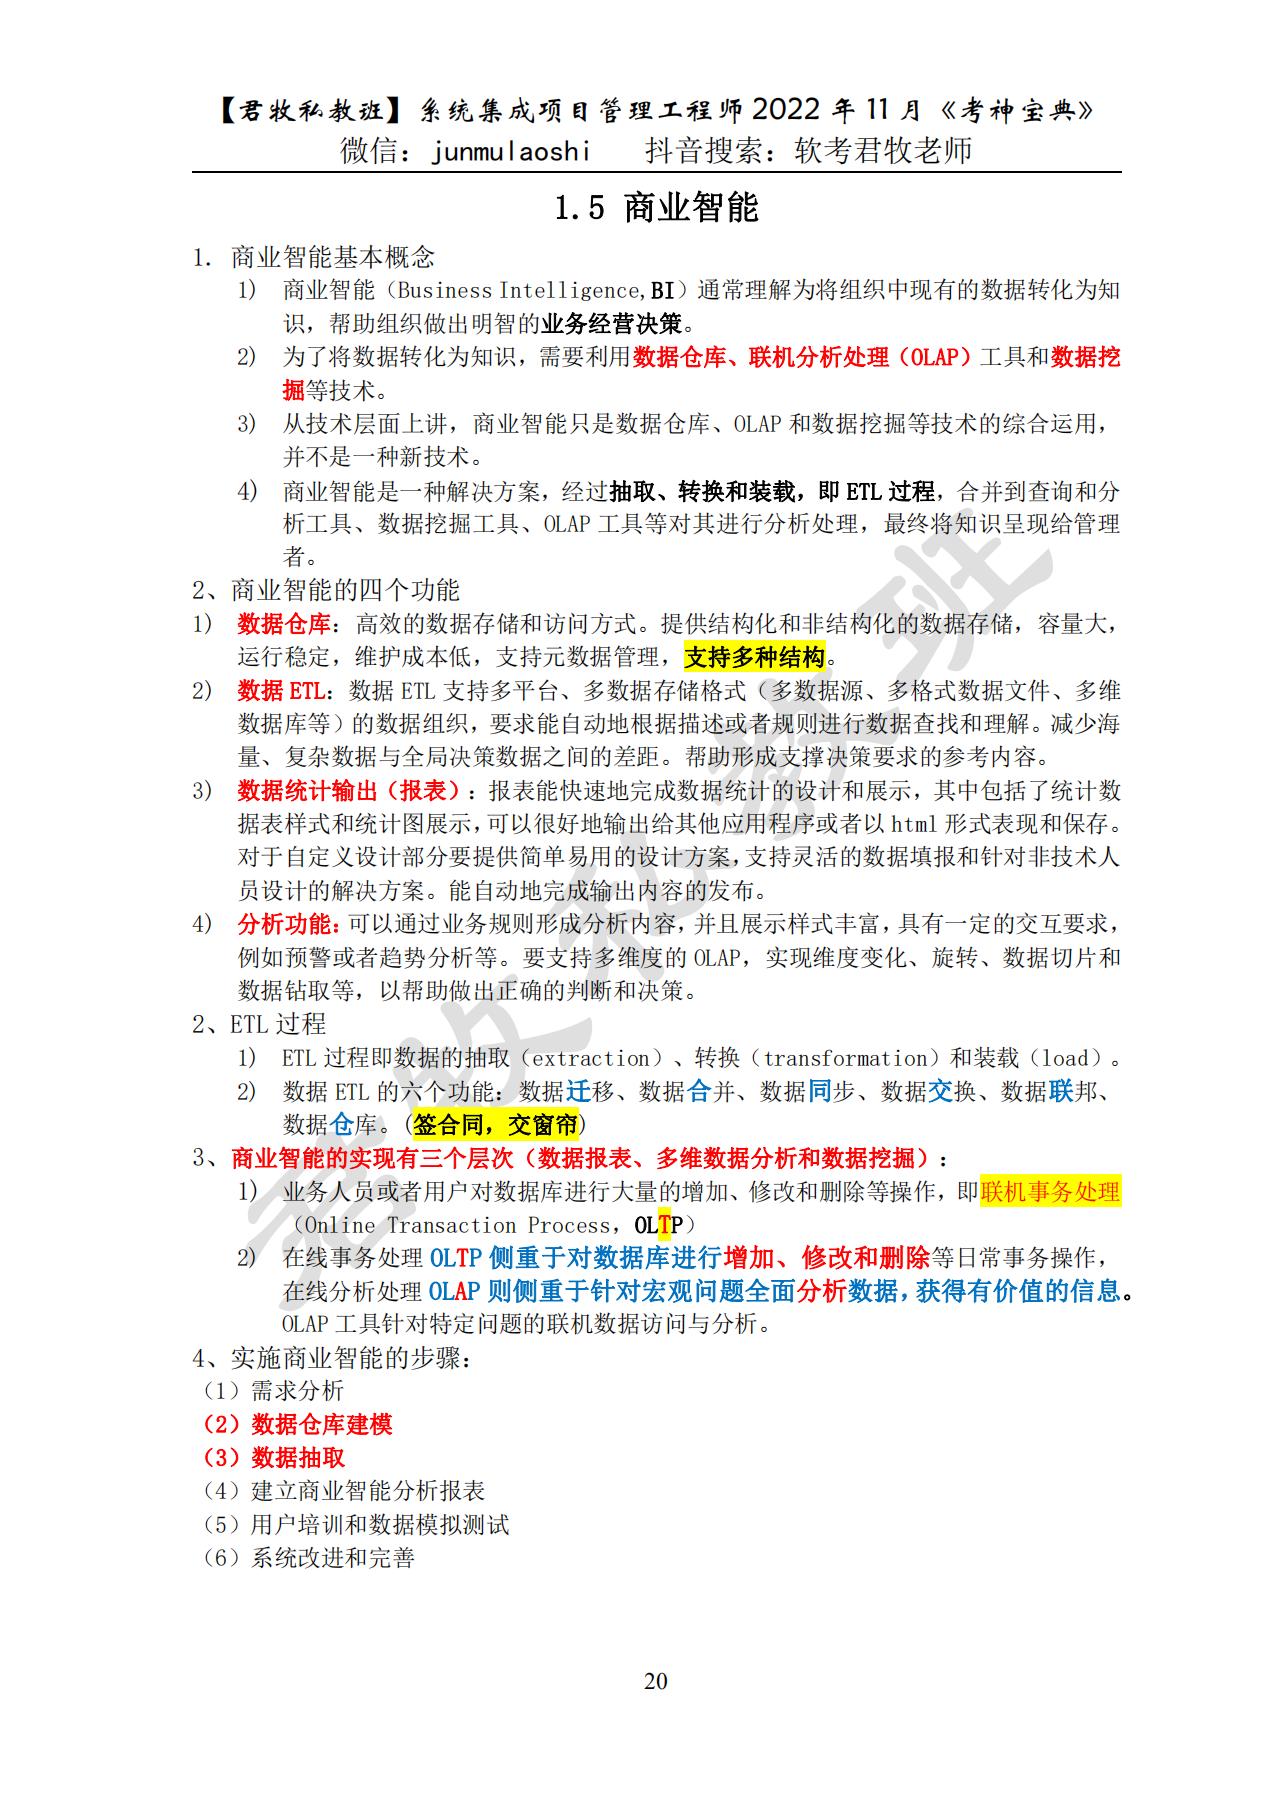 【君牧私教班】系统集成项目管理工程师 2022 年 11 月《考神宝典》
微信：junmulaoshi 抖音搜索：软考君牧老师
1.5 商业智能
1. 商业智能基本概念
1) 商业智能（Business Intelligence,BI）通常理解为将组织中现有的数据转化为知
识，帮助组织做出明智的业务经营决策。
2) 为了将数据转化为知识，需要利用数据仓库、联机分析处理（OLAP）工具和数据挖
掘等技术。
3) 从技术层面上讲，商业智能只是数据仓库、OLAP 和数据挖掘等技术的综合运用，
并不是一种新技术。
4) 商业智能是一种解决方案，经过抽取、转换和装载，即 ETL 过程，合并到查询和分
析工具、数据挖掘工具、OLAP 工具等对其进行分析处理，最终将知识呈现给管理
者。
2、商业智能的四个功能
1) 数据仓库：高效的数据存储和访问方式。提供结构化和非结构化的数据存储，容量大，
运行稳定，维护成本低，支持元数据管理，支持多种结构。
2) 数据 ETL：数据 ETL 支持多平台、多数据存储格式（多数据源、多格式数据文件、多维
数据库等）的数据组织，要求能自动地根据描述或者规则进行数据查找和理解。减少海
量、复杂数据与全局决策数据之间的差距。帮助形成支撑决策要求的参考内容。
3) 数据统计输出（报表）：报表能快速地完成数据统计的设计和展示，其中包括了统计数
据表样式和统计图展示，可以很好地输出给其他应用程序或者以 html 形式表现和保存。
对于自定义设计部分要提供简单易用的设计方案，支持灵活的数据填报和针对非技术人
员设计的解决方案。能自动地完成输出内容的发布。
4) 分析功能：可以通过业务规则形成分析内容，并且展示样式丰富，具有一定的交互要求，
例如预警或者趋势分析等。要支持多维度的 OLAP，实现维度变化、旋转、数据切片和
数据钻取等，以帮助做出正确的判断和决策。
2、ETL 过程
1) ETL 过程即数据的抽取（extraction）、转换（transformation）和装载（load）。
2) 数据 ETL 的六个功能：数据迁移、数据合并、数据同步、数据交换、数据联邦、
数据仓库。(签合同，交窗帘)
3、商业智能的实现有三个层次（数据报表、多维数据分析和数据挖掘）：
1) 业务人员或者用户对数据库进行大量的增加、修改和删除等操作，即联机事务处理
（Online Transaction Process，OLTP）
2) 在线事务处理 OLTP 侧重于对数据库进行增加、修改和删除等日常事务操作，
在线分析处理 OLAP 则侧重于针对宏观问题全面分析数据，获得有价值的信息。
OLAP 工具针对特定问题的联机数据访问与分析。
4、实施商业智能的步骤：
（1）需求分析
（2）数据仓库建模
（3）数据抽取
（4）建立商业智能分析报表
（5）用户培训和数据模拟测试
（6）系统改进和完善
君牧私教班
20